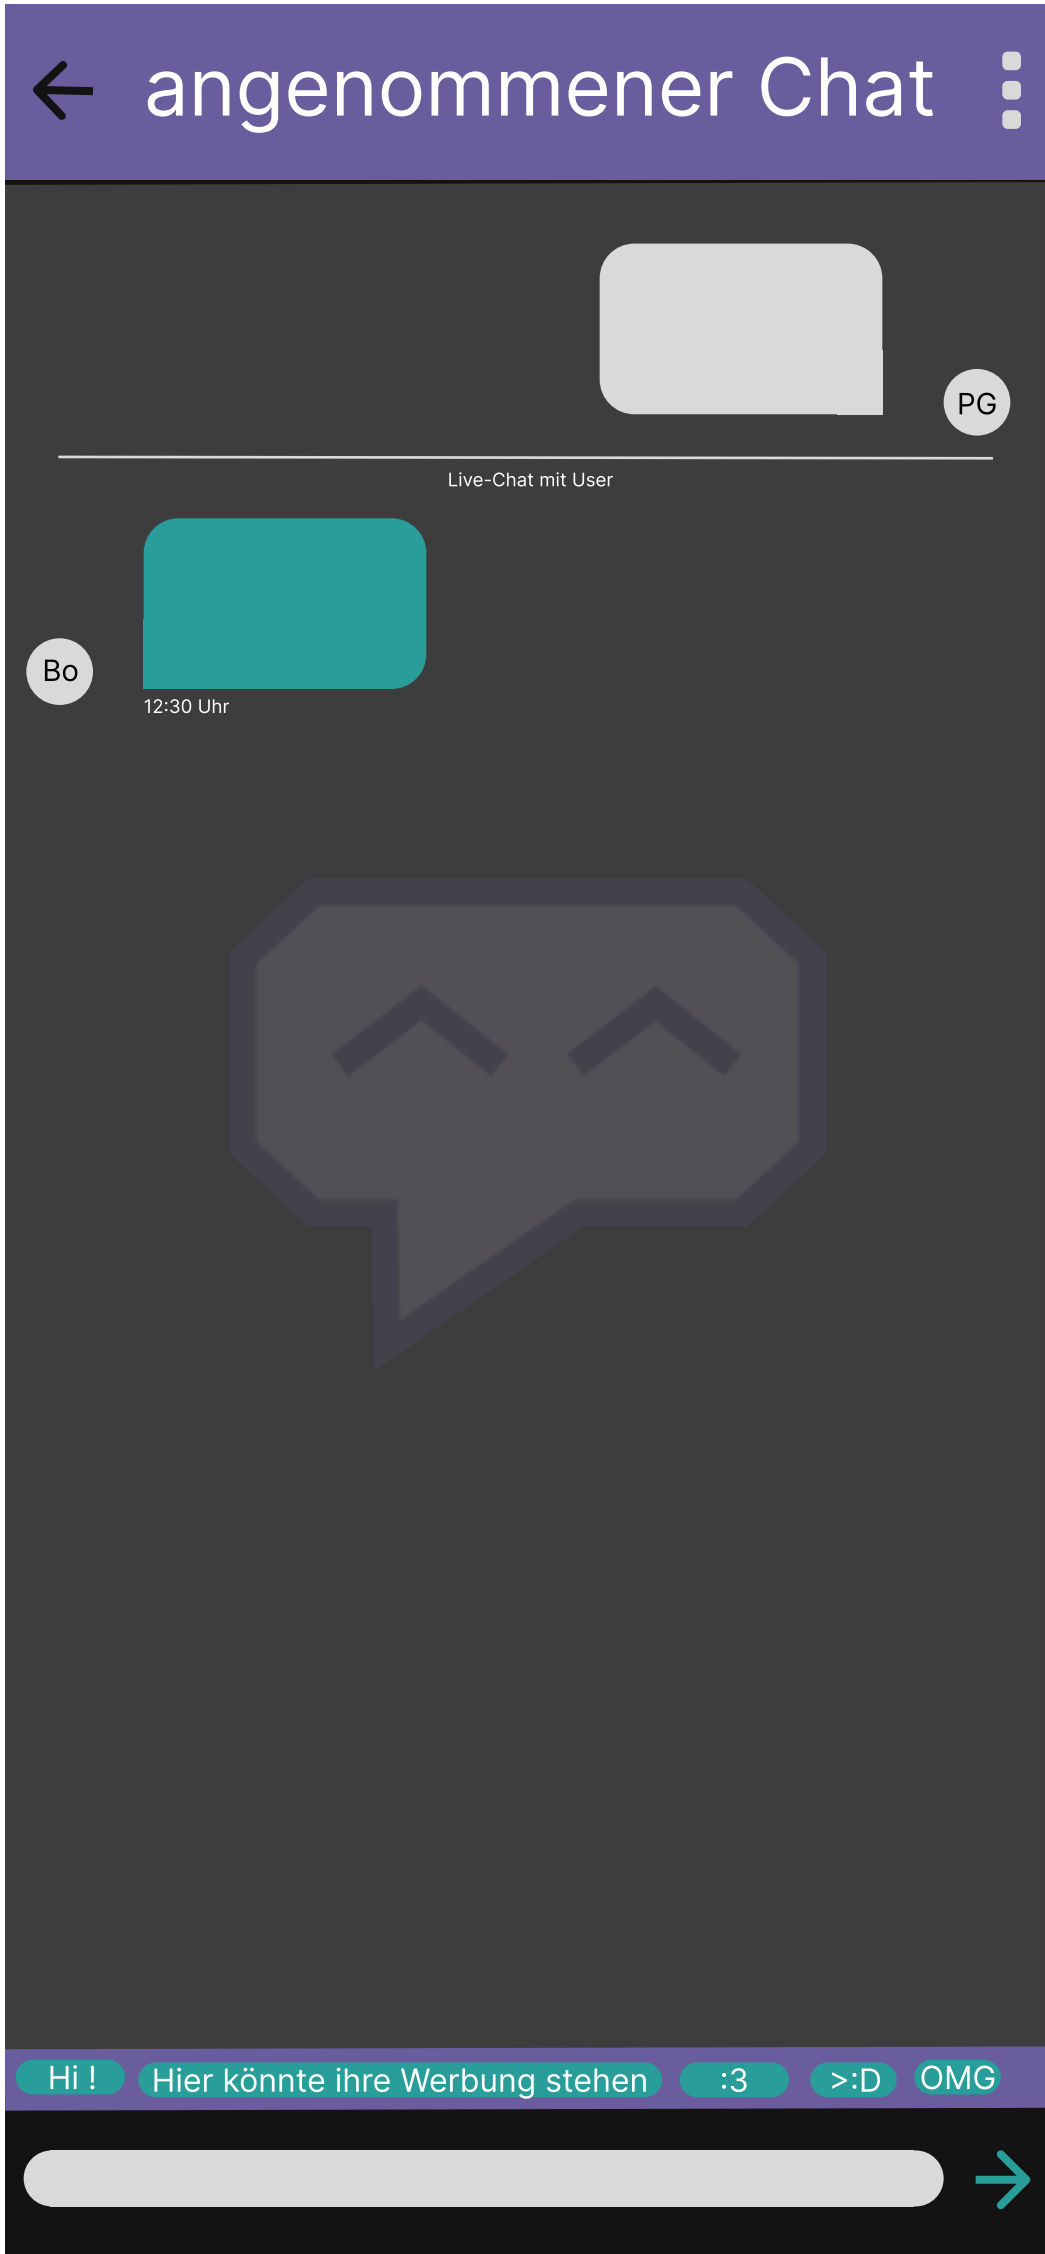 angenommener Chat
PG
Live-Chat mit User
Bo
12:30 Uhr
Hi !
Hier könnte ihre Werbung stehen
:3
>:D
OMG